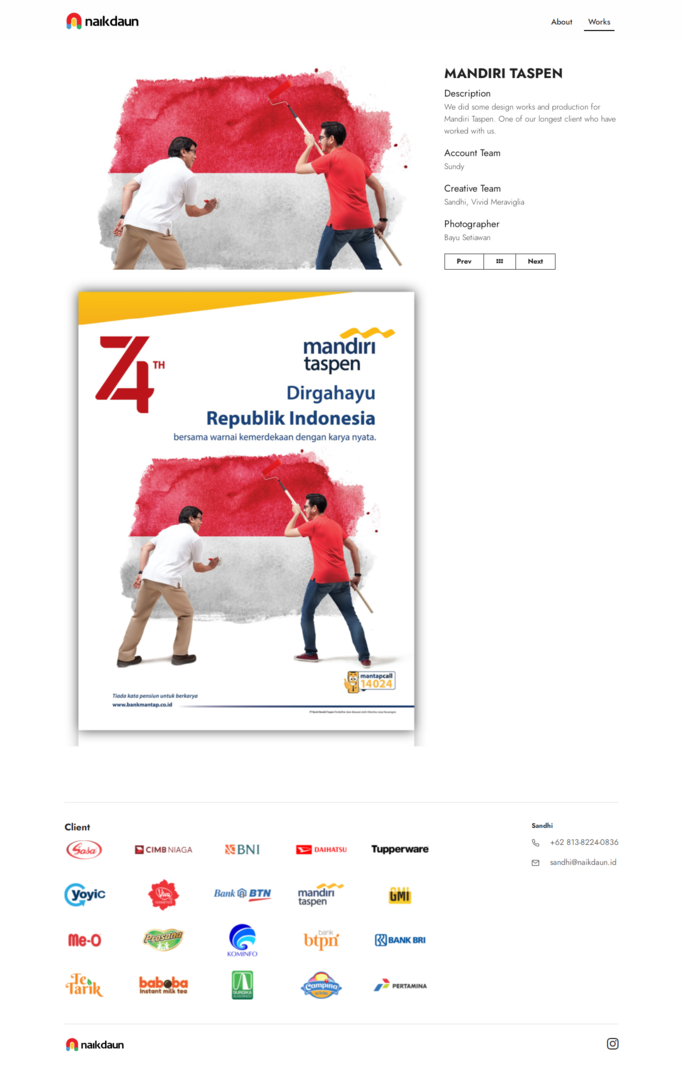 naikdaun
About
Works
MANDIRI TASPEN
Description
We did some design works and production for
Mandiri Taspen. One of our longest client who have
worked with us.
Account Team
Sundy
Creative Team
Sandhi, Vivid Meraviglia
Photographer
Bayu Setiawan
Prev
Next
74TH
mandiri
taspen
Dirgahayu
Republik Indonesia
bersama warnai kemerdekaan dengan karya nyata.
mantapcall
14024
Tiada kata pensiun untuk berkarya
www.bankmantap.co.id
Client
Sandhi
+62 813-8224-0836
sandhi@naikdaun.id
Sasa
CIMB NIAGA
BNI
DAIHATSU
Tupperware
Yoyic
Viva
Bank BTN
mandiri
taspen
GMI
Me-O
Prosana
KOMINFO
bank
btpn
BANK BRI
Te
Tarik
baboba
instant milk tea
Campina
PERTAMINA
naikdaun